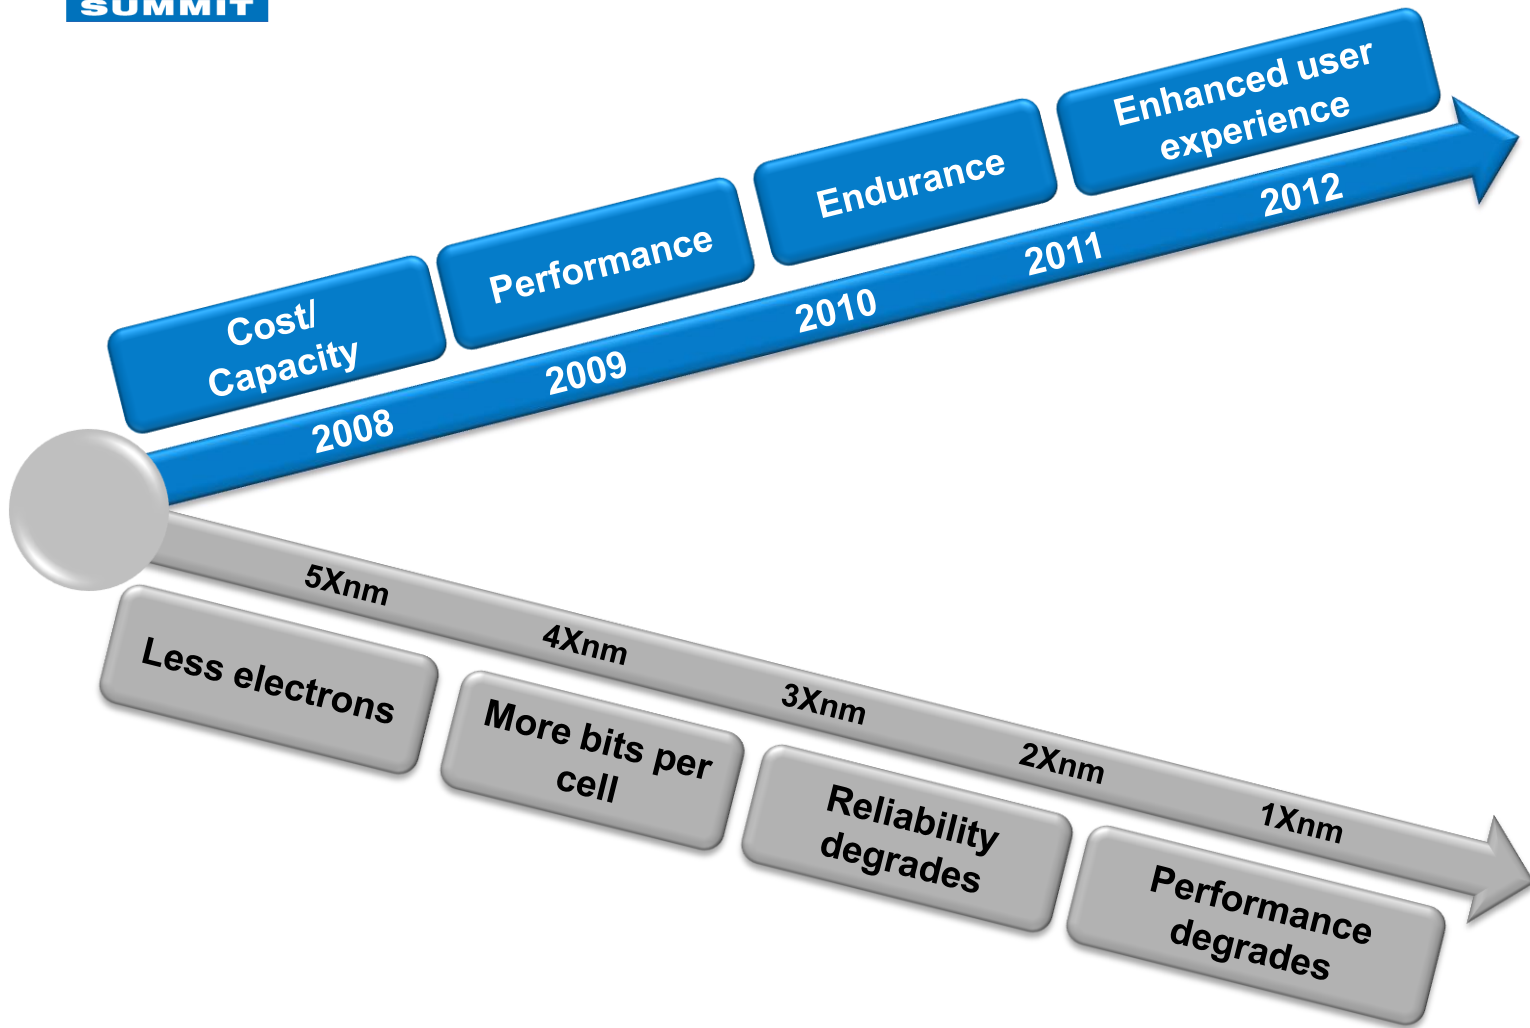 SUMMIT
Cost/
Capacity
Performance
Endurance
Enhanced user
experience
2008
2009
2010
2011
2012
5Xnm
4Xnm
3Xnm
2Xnm
1Xnm
Less electrons
More bits per
cell
Reliability
degrades
Performance
degrades